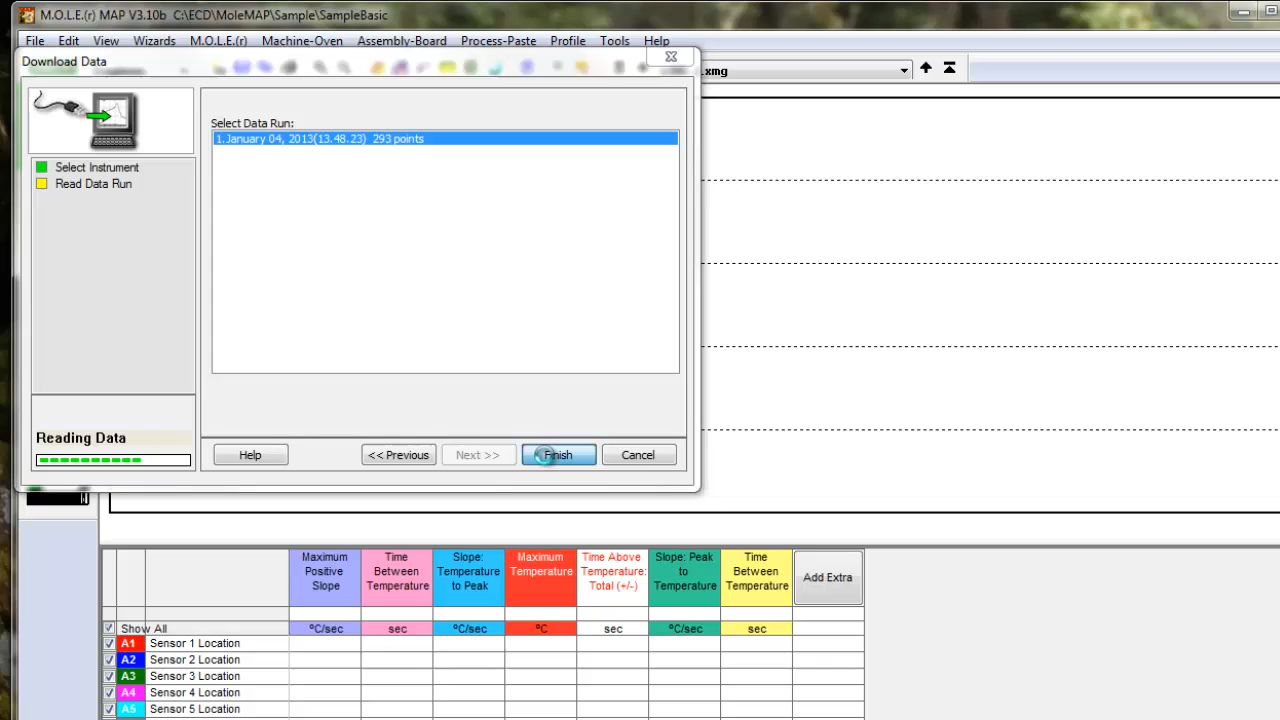 M.O.L.E.(r) MAP V3.10b C:\ECD\MoleMAP\Sample\SampleBasic
File Edit View Wizards M.O.L.E.(r) Machine-Oven Assembly-Board Process-Paste Profile Tools Help
Download Data
.xmg
Select Data Run:
1.January 04, 2013(13.48.23) 293 points
Select Instrument
Read Data Run
Reading Data
Help << Previous Next >> Finish Cancel
Maximum Positive Slope
Time Between Temperature
Slope: Temperature to Peak
Maximum Temperature
Time Above Temperature: Total (+/-)
Slope: Peak to Temperature
Time Between Temperature
Add Extra
Show All ºC/sec sec ºC/sec ºC sec ºC/sec sec
A1 Sensor 1 Location
A2 Sensor 2 Location
A3 Sensor 3 Location
A4 Sensor 4 Location
A5 Sensor 5 Location